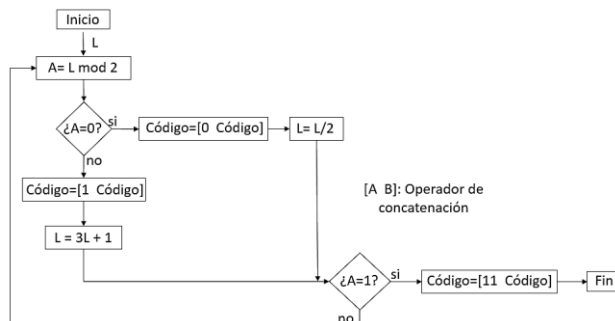 Inicio
L
A= L mod 2
¿A=0?
si
Código=[0 Código]
L= L/2
no
Código=[1 Código]
[A B]: Operador de
concatenación
L = 3L + 1
¿A=1?
si
Código=[11 Código]
Fin
no